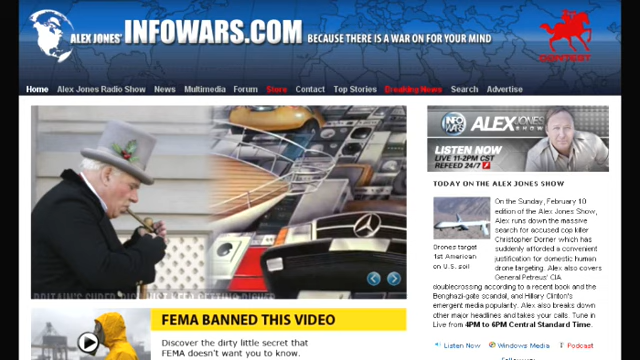 ALEX JONES' INFOWARS.COM BECAUSE THERE IS A WAR ON FOR YOUR MIND
Home Alex Jones Radio Show News Multimedia Forum Store Contact Top Stories Breaking News Search Advertise
INFO WARS ALEX JONES SHOW
LISTEN NOW
LIVE 11-2PM CST
REFEED 24/7
TODAY ON THE ALEX JONES SHOW
Drones target
1st American
on U.S. soil
On the Sunday, February 10
edition of the Alex Jones Show,
Alex runs down the massive
search for accused cop killer
Christopher Dorner which has
suddenly afforded a convenient
justification for domestic human
drone targeting. Alex also covers
General Petreus' CIA
doublecrossing according to a recent book and the
Benghazi-gate scandal, and Hillary Clinton's
emergent media popularity. Alex also breaks down
other major headlines and takes your calls. Tune in
Live from 4PM to 6PM Central Standard Time.
Listen Now Windows Media Podcast
FEMA BANNED THIS VIDEO
Discover the dirty little secret that
FEMA doesn't want you to know.